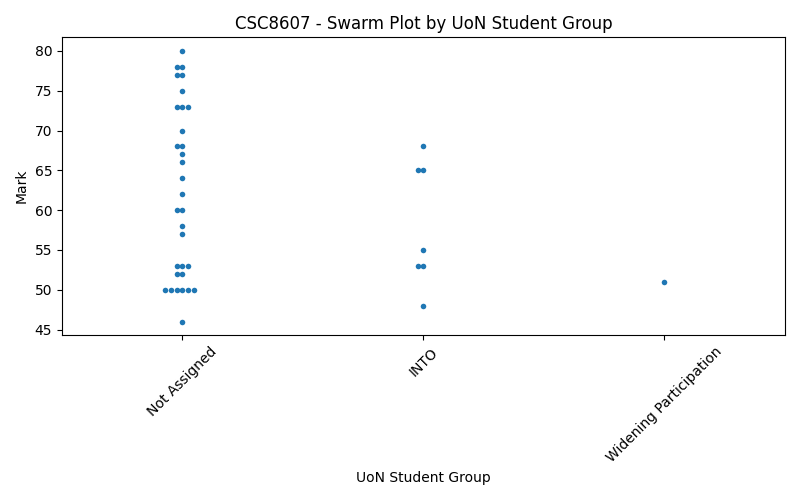 CSC8607 - Swarm Plot by UoN Student Group
80
75
70
65
60
55
50
45
Mark
Not Assigned
INTO
Widening Participation
UoN Student Group